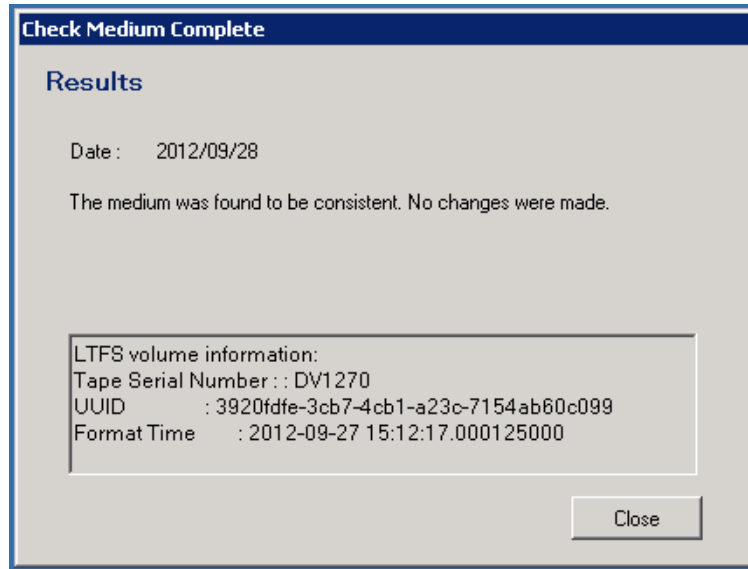 Check Medium Complete
Results
Date : 2012/09/28
The medium was found to be consistent. No changes were made.
LTFS volume information:
Tape Serial Number : : DV1270
UUID : 3920fdfe-3cb7-4cb1-a23c-7154ab60c099
Format Time : 2012-09-27 15:12:17.000125000
Close